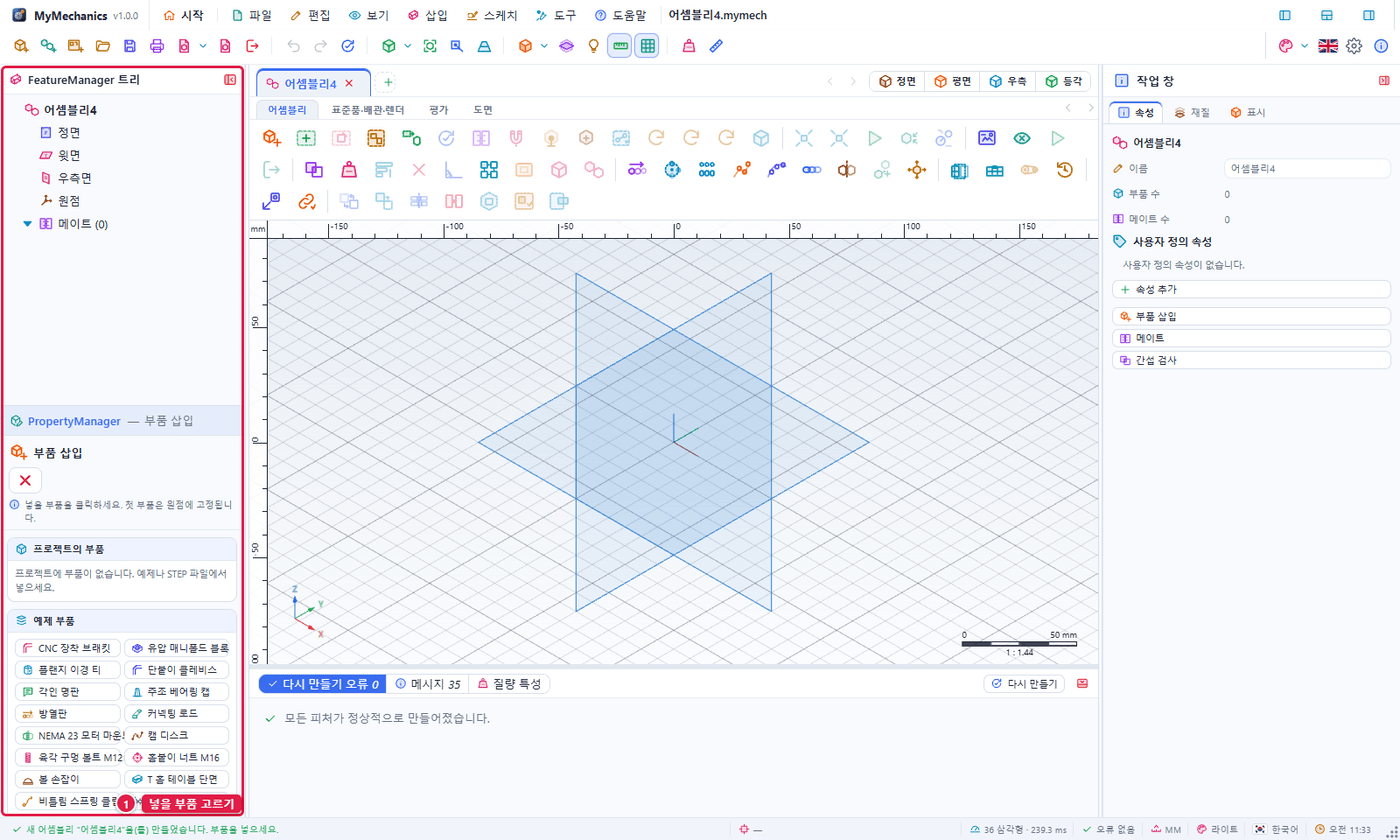 MyMechanics v1.0.0 시작 파일 편집 보기 삽입 스케치 도구 도움말 어셈블리4.mymech
FeatureManager 트리
어셈블리4
정면
윗면
우측면
원점
메이트 (0)
PropertyManager — 부품 삽입
부품 삽입
넣을 부품을 클릭하세요. 첫 부품은 원점에 고정됩니
다.
프로젝트의 부품
프로젝트에 부품이 없습니다. 예제나 STEP 파일에서
넣으세요.
예제 부품
CNC 장착 브래킷 유압 매니폴드 블록
플랜지 이경 티 단붙이 클레비스
각인 명판 주조 베어링 캡
방열판 커넥팅 로드
NEMA 23 모터 마운트 캠 디스크
육각 구멍 볼트 M12 홈붙이 너트 M16
볼 손잡이 T 홈 테이블 단면
비틀림 스프링 클립
1 넣을 부품 고르기
어셈블리4
정면 평면 우측 등각
어셈블리 표준품·배관·렌더 평가 도면
mm -150 -100 -50 0 50 100 150
50
0
-50
Z
Y
X
0 50 mm
1 : 1.44
다시 만들기 오류 0 메시지 35 질량 특성 다시 만들기
모든 피처가 정상적으로 만들어졌습니다.
작업 창
속성 재질 표시
어셈블리4
이름 어셈블리4
부품 수 0
메이트 수 0
사용자 정의 속성
사용자 정의 속성이 없습니다.
속성 추가
부품 삽입
메이트
간섭 검사
새 어셈블리 "어셈블리4"을(를) 만들었습니다. 부품을 넣으세요. — 36 삼각형 · 239.3 ms 오류 없음 MM 라이트 한국어 오전 11:33